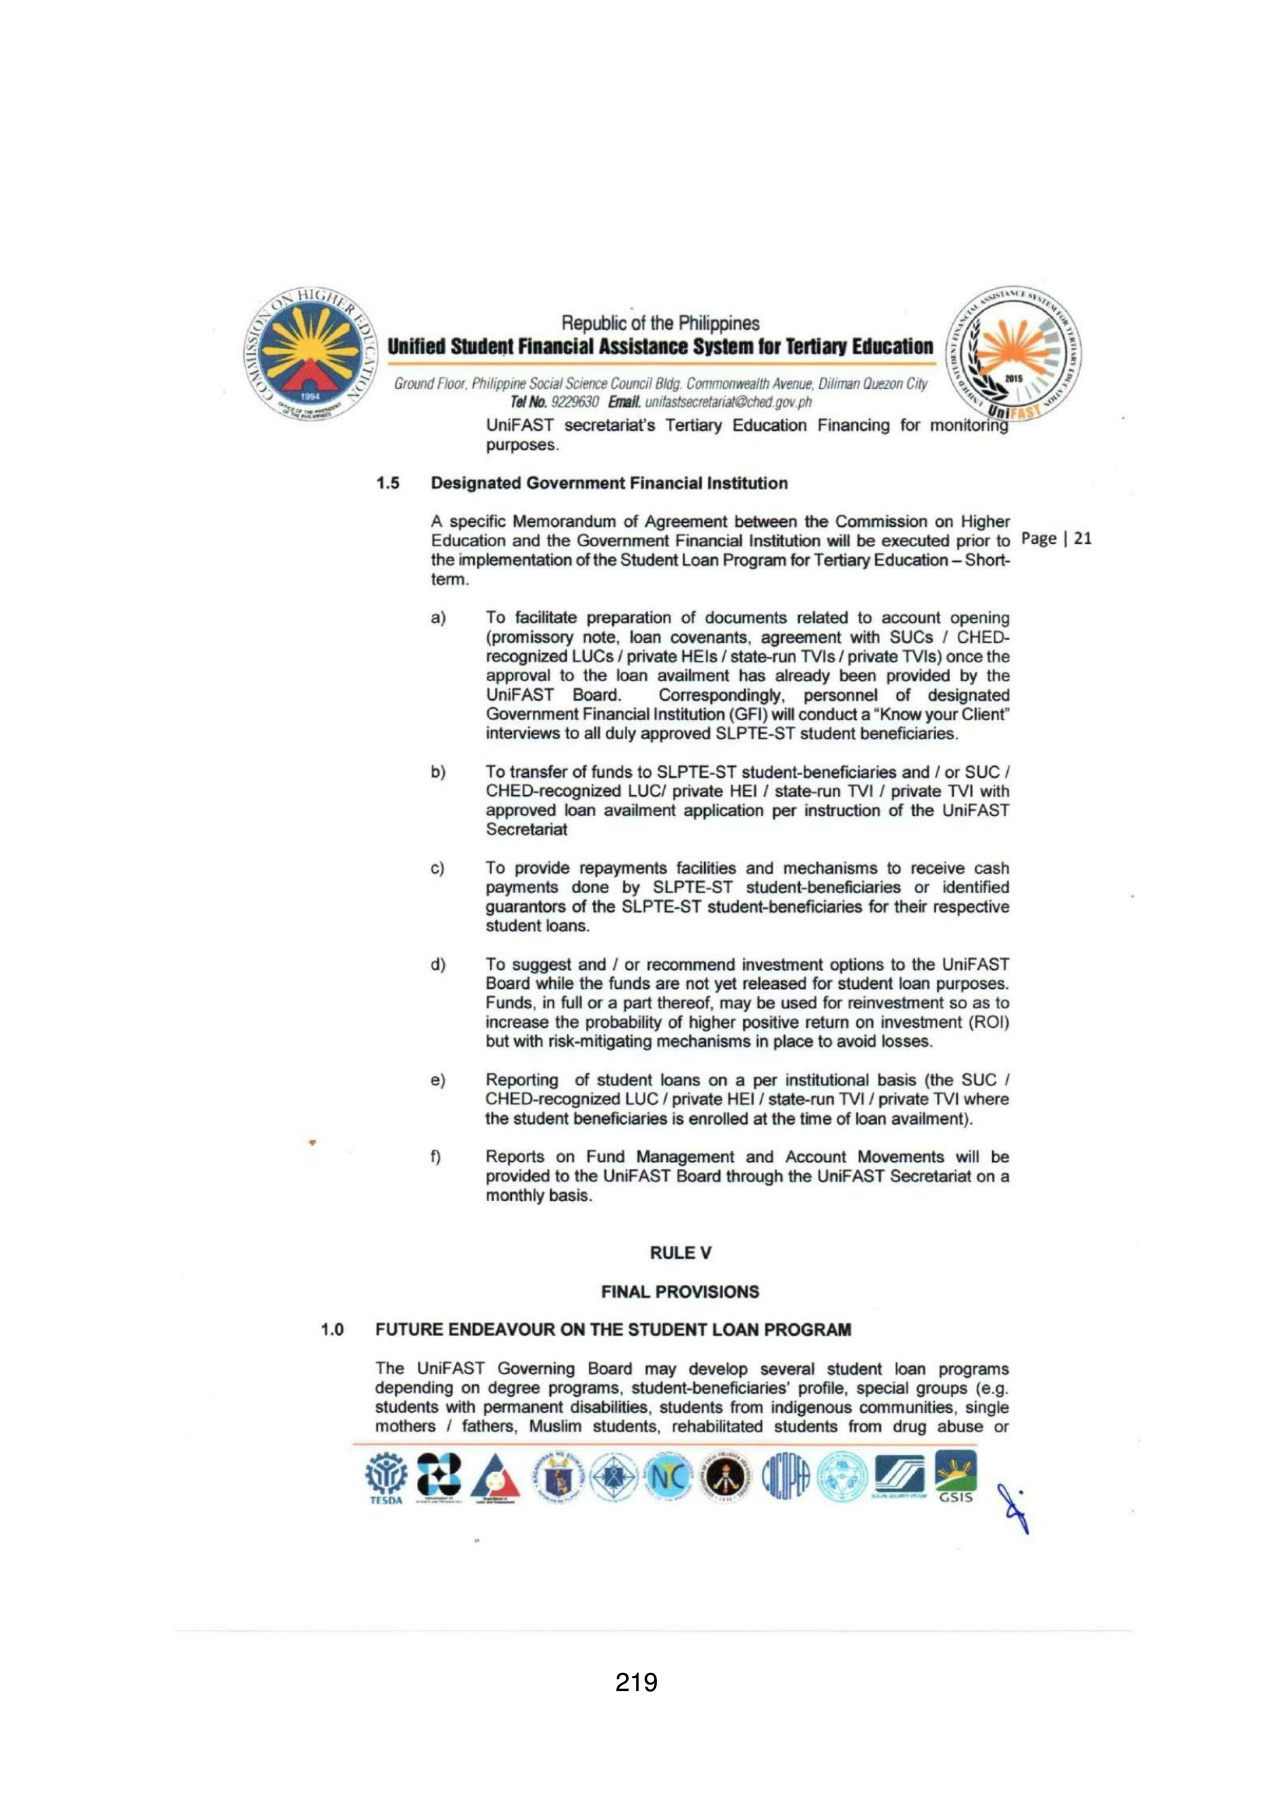 COMMISSION ON HIGHER EDUCATION
1994
OFFICE OF THE PRESIDENT
OF THE PHILIPPINES
Republic of the Philippines
Unified Student Financial Assistance System for Tertiary Education
Ground Floor, Philippine Social Science Council Bldg. Commonwealth Avenue, Diliman Quezon City
Tel No. 9229630 Email. unifastsecretariat@ched.gov.ph
UNIFIED STUDENT FINANCIAL ASSISTANCE SYSTEM FOR TERTIARY EDUCATION
2015
UniFAST
UniFAST secretariat's Tertiary Education Financing for monitoring
purposes.
1.5 Designated Government Financial Institution
A specific Memorandum of Agreement between the Commission on Higher
Education and the Government Financial Institution will be executed prior to
Page | 21
the implementation of the Student Loan Program for Tertiary Education – Short-
term.
a) To facilitate preparation of documents related to account opening
(promissory note, loan covenants, agreement with SUCs / CHED-
recognized LUCs / private HEIs / state-run TVIs / private TVIs) once the
approval to the loan availment has already been provided by the
UniFAST Board. Correspondingly, personnel of designated
Government Financial Institution (GFI) will conduct a “Know your Client”
interviews to all duly approved SLPTE-ST student beneficiaries.
b) To transfer of funds to SLPTE-ST student-beneficiaries and / or SUC /
CHED-recognized LUC/ private HEI / state-run TVI / private TVI with
approved loan availment application per instruction of the UniFAST
Secretariat
c) To provide repayments facilities and mechanisms to receive cash
payments done by SLPTE-ST student-beneficiaries or identified
guarantors of the SLPTE-ST student-beneficiaries for their respective
student loans.
d) To suggest and / or recommend investment options to the UniFAST
Board while the funds are not yet released for student loan purposes.
Funds, in full or a part thereof, may be used for reinvestment so as to
increase the probability of higher positive return on investment (ROI)
but with risk-mitigating mechanisms in place to avoid losses.
e) Reporting of student loans on a per institutional basis (the SUC /
CHED-recognized LUC / private HEI / state-run TVI / private TVI where
the student beneficiaries is enrolled at the time of loan availment).
f) Reports on Fund Management and Account Movements will be
provided to the UniFAST Board through the UniFAST Secretariat on a
monthly basis.
RULE V
FINAL PROVISIONS
1.0 FUTURE ENDEAVOUR ON THE STUDENT LOAN PROGRAM
The UniFAST Governing Board may develop several student loan programs
depending on degree programs, student-beneficiaries' profile, special groups (e.g.
students with permanent disabilities, students from indigenous communities, single
mothers / fathers, Muslim students, rehabilitated students from drug abuse or
TESDA
NC
COCOPEA
GSIS
219